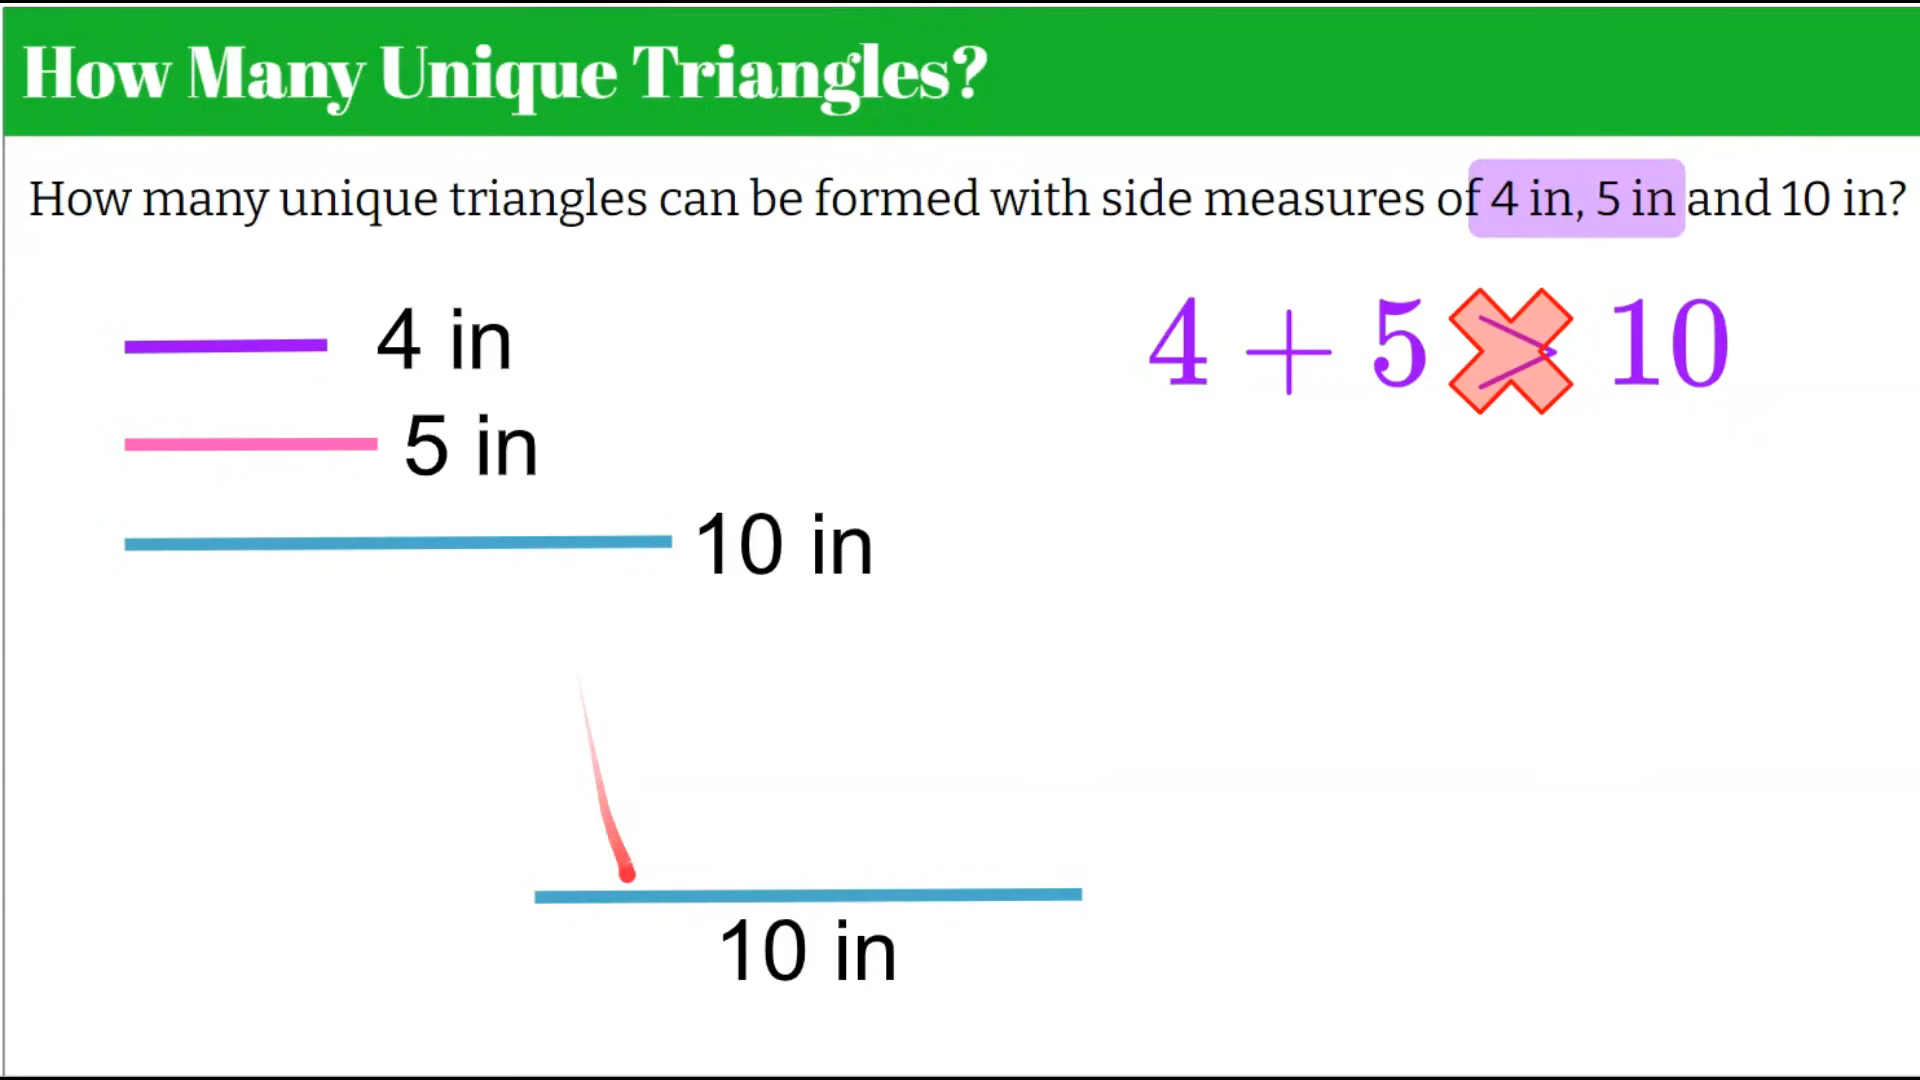 How Many Unique Triangles?
How many unique triangles can be formed with side measures of 4 in, 5 in and 10 in?
4 in
4 + 5 > 10
5 in
10 in
10 in